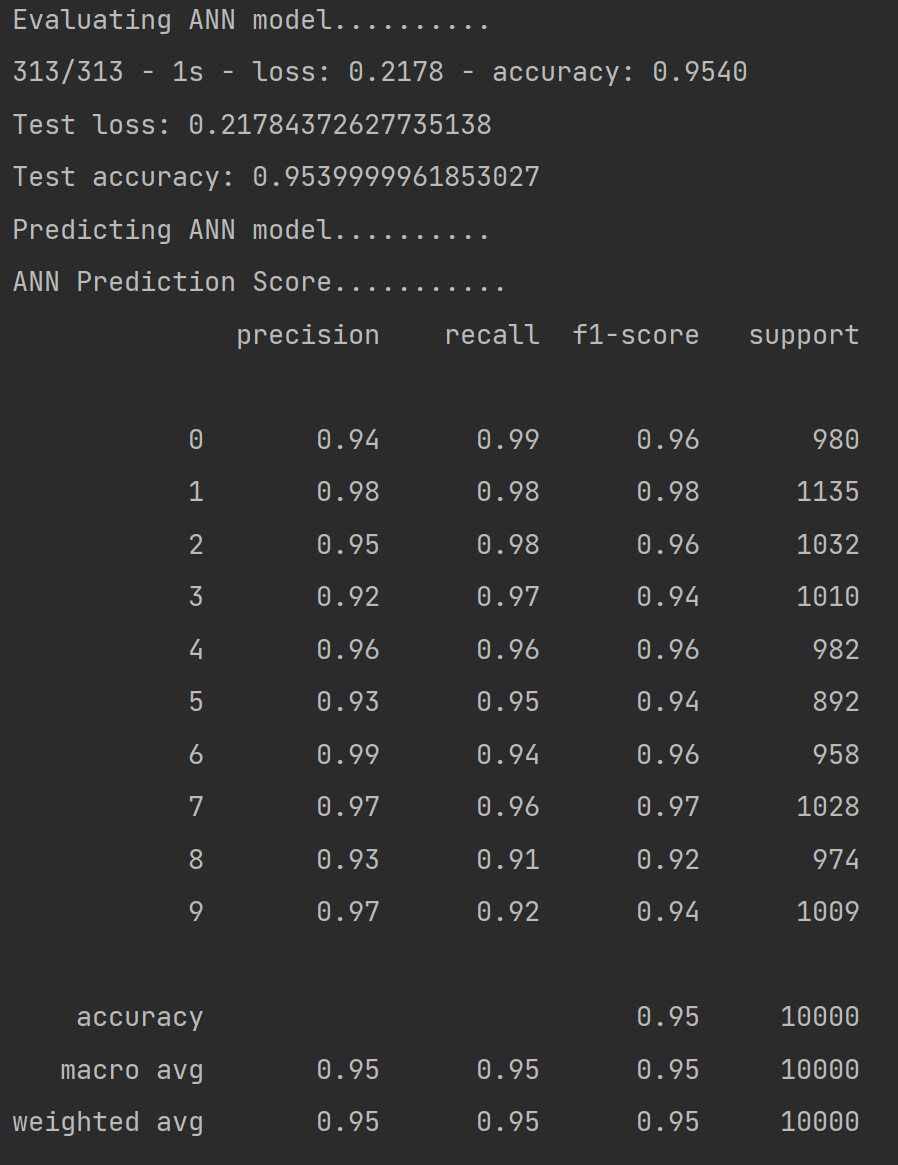 Evaluating ANN model..........
313/313 - 1s - loss: 0.2178 - accuracy: 0.9540
Test loss: 0.21784372627735138
Test accuracy: 0.9539999961853027
Predicting ANN model..........
ANN Prediction Score...........
precision recall f1-score support
0 0.94 0.99 0.96 980
1 0.98 0.98 0.98 1135
2 0.95 0.98 0.96 1032
3 0.92 0.97 0.94 1010
4 0.96 0.96 0.96 982
5 0.93 0.95 0.94 892
6 0.99 0.94 0.96 958
7 0.97 0.96 0.97 1028
8 0.93 0.91 0.92 974
9 0.97 0.92 0.94 1009
accuracy 0.95 10000
macro avg 0.95 0.95 0.95 10000
weighted avg 0.95 0.95 0.95 10000